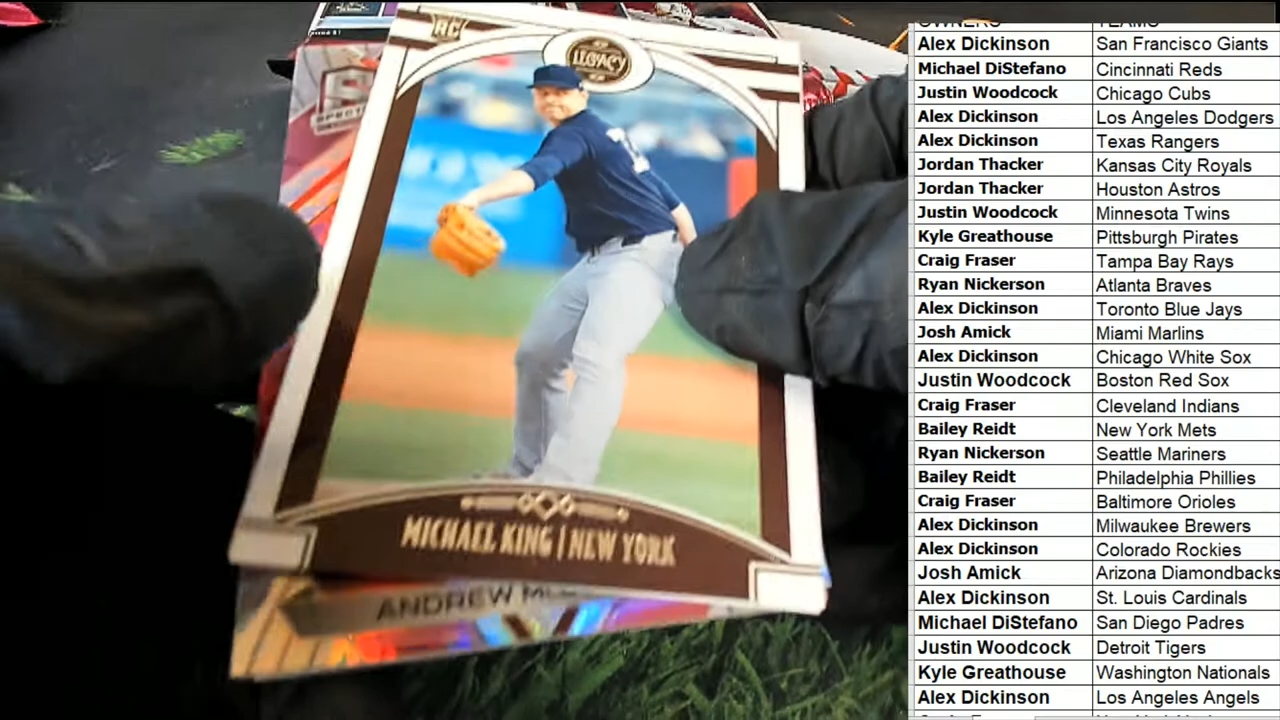 RC
LEGACY
MICHAEL KING | NEW YORK
ANDREW
OWNERS TEAMS
Alex Dickinson San Francisco Giants
Michael DiStefano Cincinnati Reds
Justin Woodcock Chicago Cubs
Alex Dickinson Los Angeles Dodgers
Alex Dickinson Texas Rangers
Jordan Thacker Kansas City Royals
Jordan Thacker Houston Astros
Justin Woodcock Minnesota Twins
Kyle Greathouse Pittsburgh Pirates
Craig Fraser Tampa Bay Rays
Ryan Nickerson Atlanta Braves
Alex Dickinson Toronto Blue Jays
Josh Amick Miami Marlins
Alex Dickinson Chicago White Sox
Justin Woodcock Boston Red Sox
Craig Fraser Cleveland Indians
Bailey Reidt New York Mets
Ryan Nickerson Seattle Mariners
Bailey Reidt Philadelphia Phillies
Craig Fraser Baltimore Orioles
Alex Dickinson Milwaukee Brewers
Alex Dickinson Colorado Rockies
Josh Amick Arizona Diamondbacks
Alex Dickinson St. Louis Cardinals
Michael DiStefano San Diego Padres
Justin Woodcock Detroit Tigers
Kyle Greathouse Washington Nationals
Alex Dickinson Los Angeles Angels